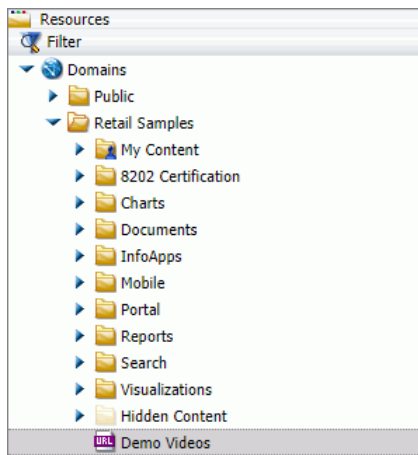 Resources
Filter
Domains
Public
Retail Samples
My Content
8202 Certification
Charts
Documents
InfoApps
Mobile
Portal
Reports
Search
Visualizations
Hidden Content
URL Demo Videos